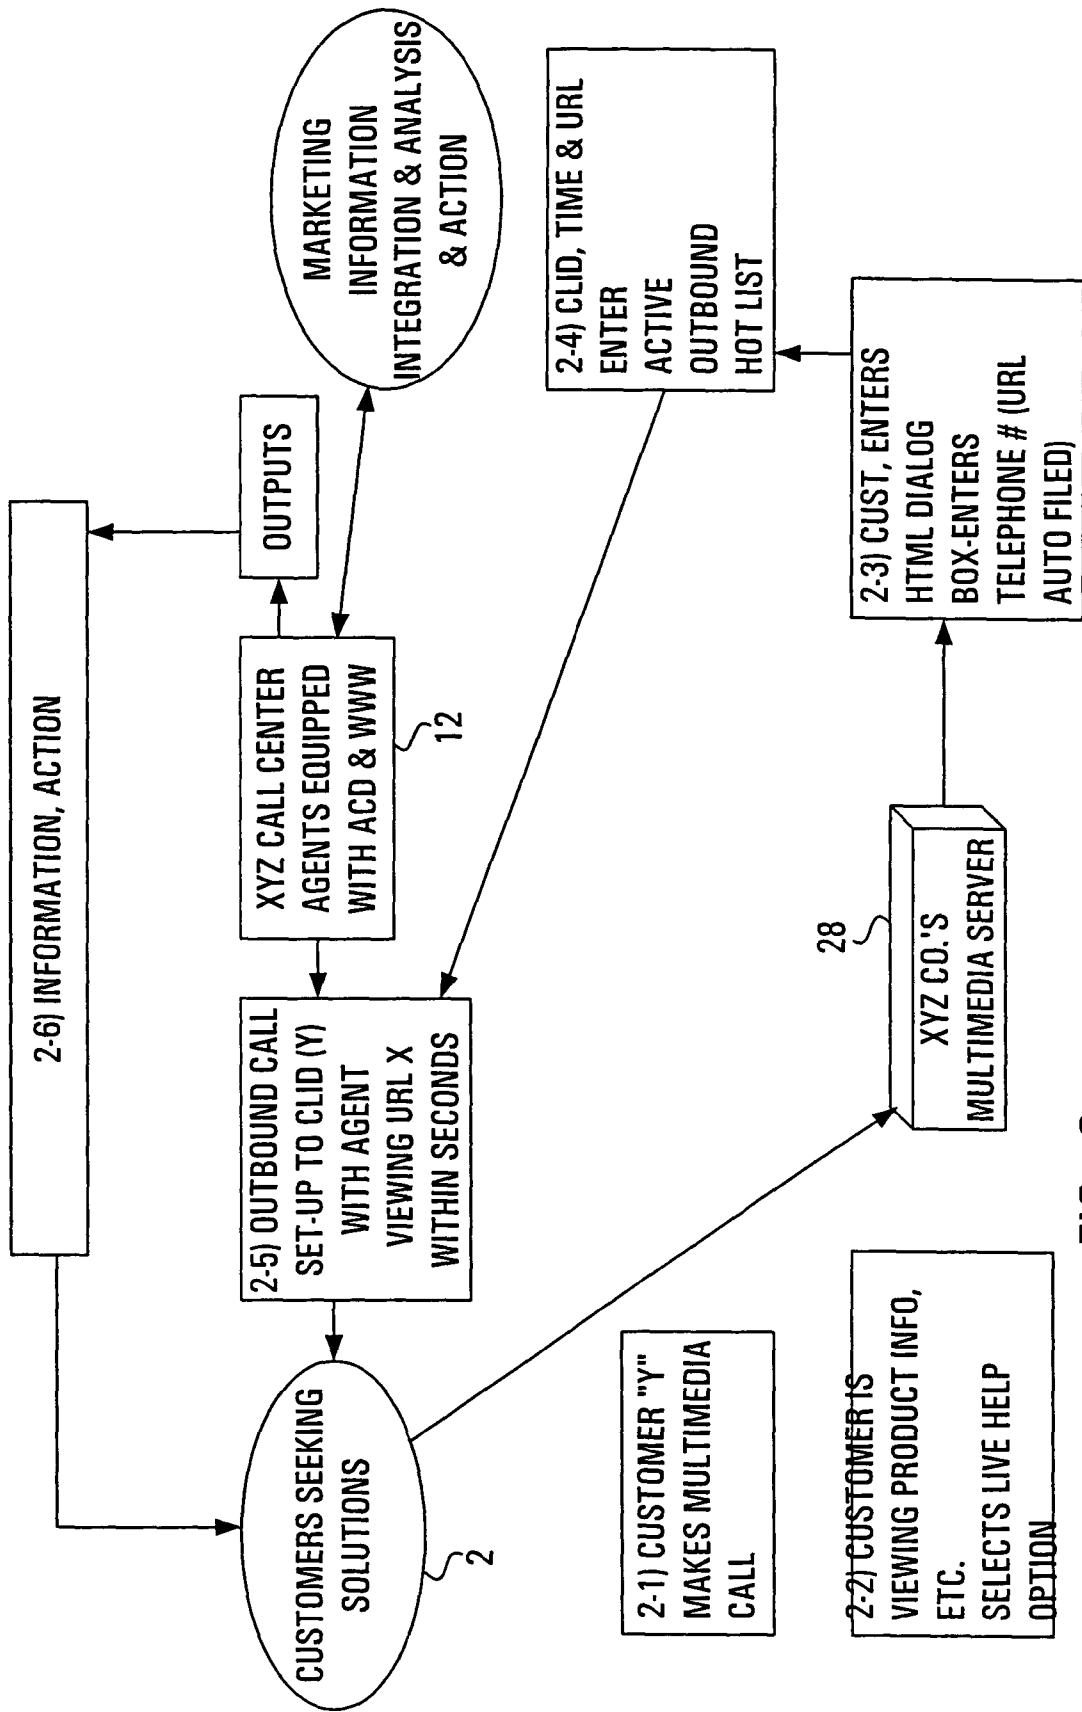 2-6) INFORMATION, ACTION
CUSTOMERS SEEKING
SOLUTIONS
2
2-5) OUTBOUND CALL
SET-UP TO CLID (Y)
WITH AGENT
VIEWING URL X
WITHIN SECONDS
XYZ CALL CENTER
AGENTS EQUIPPED
WITH ACD & WWW
12
OUTPUTS
MARKETING
INFORMATION
INTEGRATION & ANALYSIS
& ACTION
2-1) CUSTOMER "Y"
MAKES MULTIMEDIA
CALL
2-4) CLID, TIME & URL
ENTER
ACTIVE
OUTBOUND
HOT LIST
2-2) CUSTOMER IS
VIEWING PRODUCT INFO,
ETC.
SELECTS LIVE HELP
OPTION
28
XYZ CO.'S
MULTIMEDIA SERVER
2-3) CUST, ENTERS
HTML DIALOG
BOX-ENTERS
TELEPHONE # (URL
AUTO FILED)